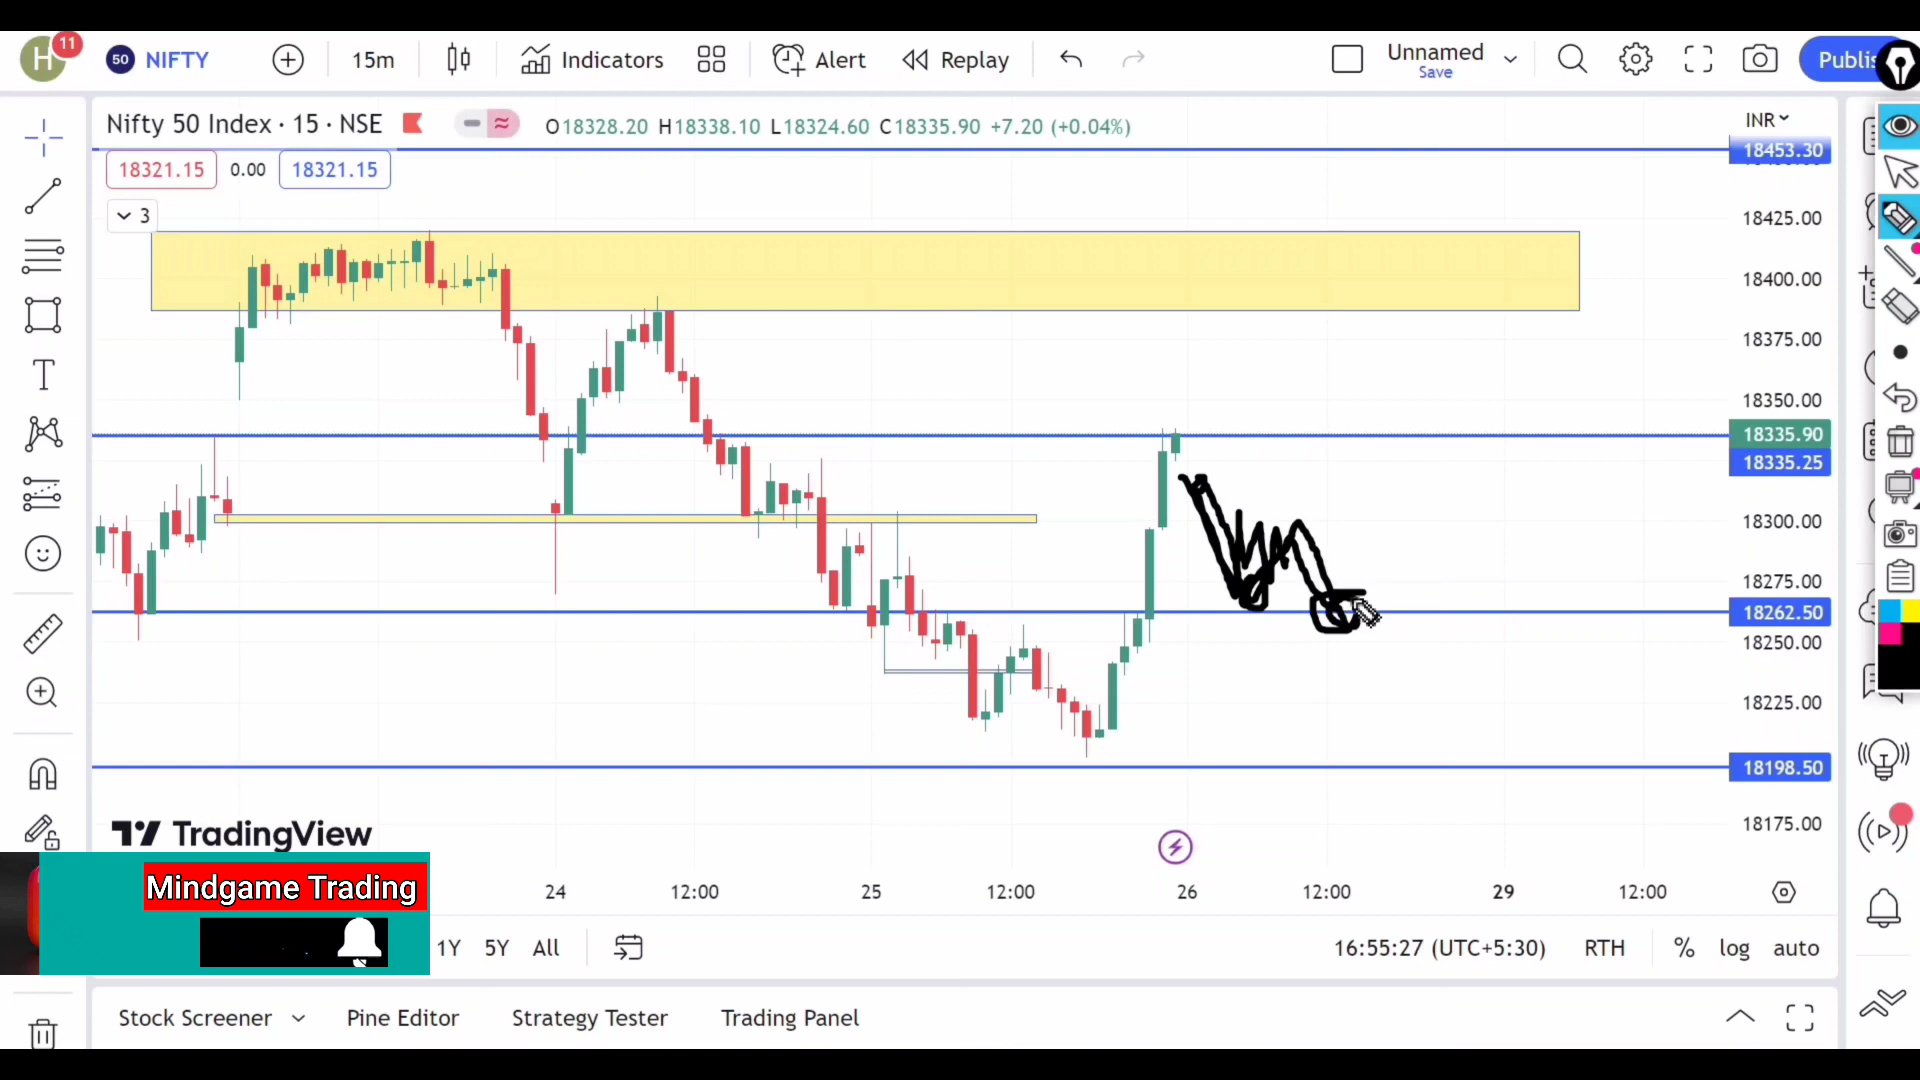 H 11 50 NIFTY 15m Indicators Alert Replay Unnamed Publis
Save
Nifty 50 Index · 15 · NSE O18328.20 H18338.10 L18324.60 C18335.90 +7.20 (+0.04%) INR
18321.15 0.00 18321.15
3
18453.30
18425.00
18400.00
18375.00
18350.00
18335.90
18335.25
18300.00
18275.00
18262.50
18250.00
18225.00
18198.50
18175.00
TradingView
24 12:00 25 12:00 26 12:00 29 12:00
Mindgame Trading
1Y 5Y All 16:55:27 (UTC+5:30) RTH % log auto
Stock Screener Pine Editor Strategy Tester Trading Panel